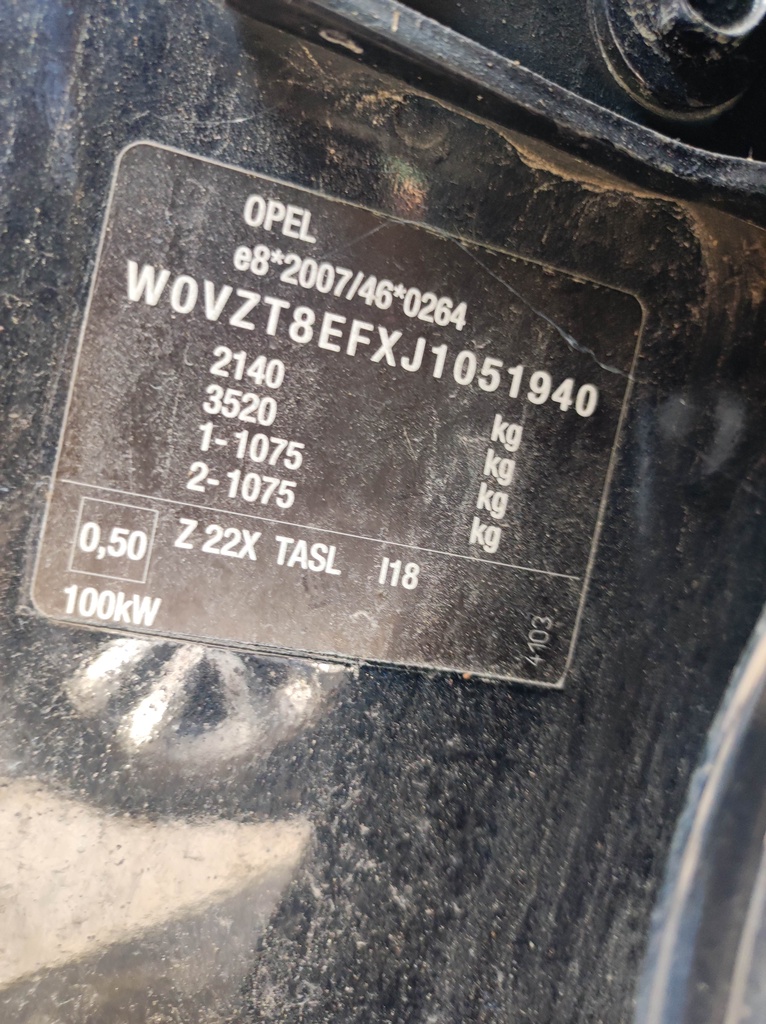 OPEL
e8*2007/46*0264
W0VZT8EFXJ1051940
2140 kg
3520 kg
1-1075 kg
2-1075 kg
0,50 Z 22X TASL I18
100kW
4103